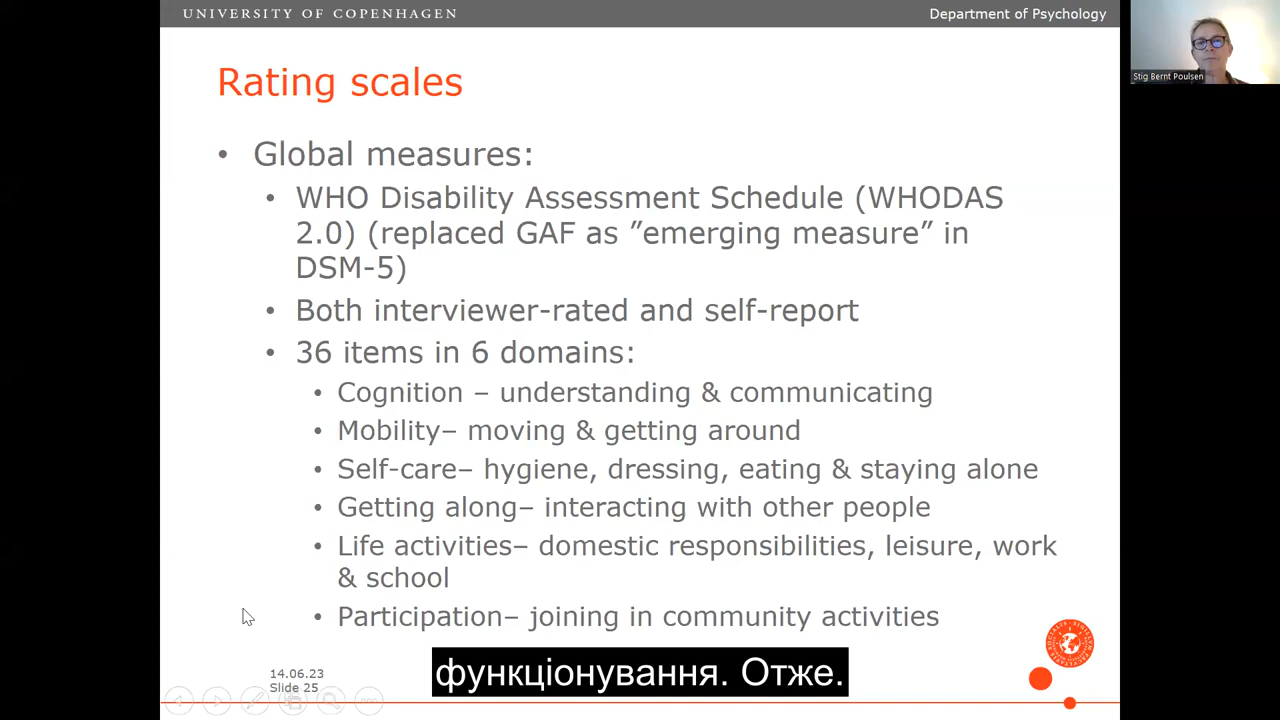 UNIVERSITY OF COPENHAGEN
Department of Psychology
Stig Bernt Poulsen
Rating scales
• Global measures:
• WHO Disability Assessment Schedule (WHODAS
2.0) (replaced GAF as ”emerging measure” in
DSM-5)
• Both interviewer-rated and self-report
• 36 items in 6 domains:
• Cognition – understanding & communicating
• Mobility– moving & getting around
• Self-care– hygiene, dressing, eating & staying alone
• Getting along– interacting with other people
• Life activities– domestic responsibilities, leisure, work
& school
• Participation– joining in community activities
функціонування. Отже.
14.06.23
Slide 25